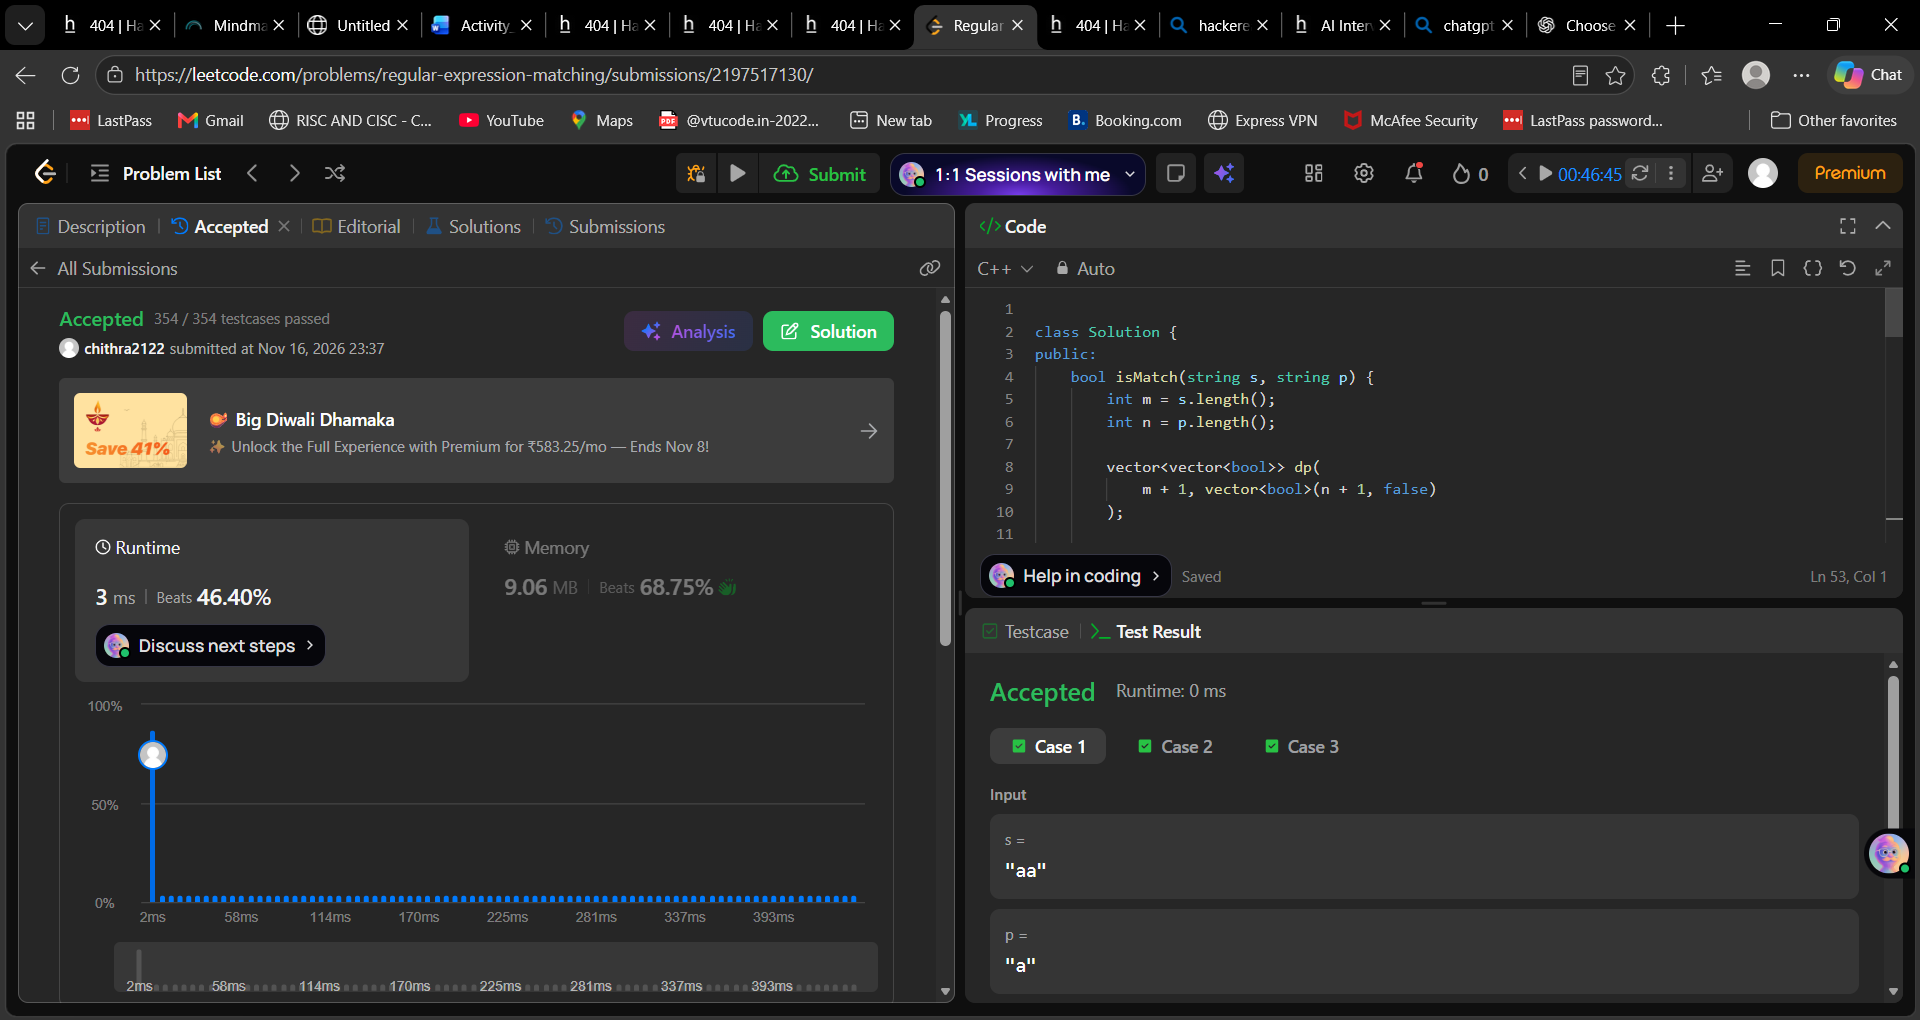 404 | Ha
Mindma
Untitled
Activity_
404 | Ha
404 | Ha
404 | Ha
Regular
404 | Ha
hackere
AI Inter
chatgpt
Choose
https://leetcode.com/problems/regular-expression-matching/submissions/2197517130/
Chat
LastPass
Gmail
RISC AND CISC - C...
YouTube
Maps
@vtucode.in-2022...
New tab
Progress
Booking.com
Express VPN
McAfee Security
LastPass password...
Other favorites
Problem List
Submit
1:1 Sessions with me
0
00:46:45
Premium
Description
Accepted
Editorial
Solutions
Submissions
All Submissions
Accepted 354 / 354 testcases passed
chithra2122 submitted at Nov 16, 2026 23:37
Analysis
Solution
Save 41%
Big Diwali Dhamaka
Unlock the Full Experience with Premium for ₹583.25/mo — Ends Nov 8!
Runtime
3 ms | Beats 46.40%
Discuss next steps
Memory
9.06 MB | Beats 68.75%
100%
50%
0%
2ms 58ms 114ms 170ms 225ms 281ms 337ms 393ms
2ms 58ms 114ms 170ms 225ms 281ms 337ms 393ms
</> Code
C++
Auto
1
2 class Solution {
3 public:
4 bool isMatch(string s, string p) {
5 int m = s.length();
6 int n = p.length();
7
8 vector<vector<bool>> dp(
9 m + 1, vector<bool>(n + 1, false)
10 );
11
Help in coding
Saved
Ln 53, Col 1
Testcase
Test Result
Accepted Runtime: 0 ms
Case 1
Case 2
Case 3
Input
s =
"aa"
p =
"a"